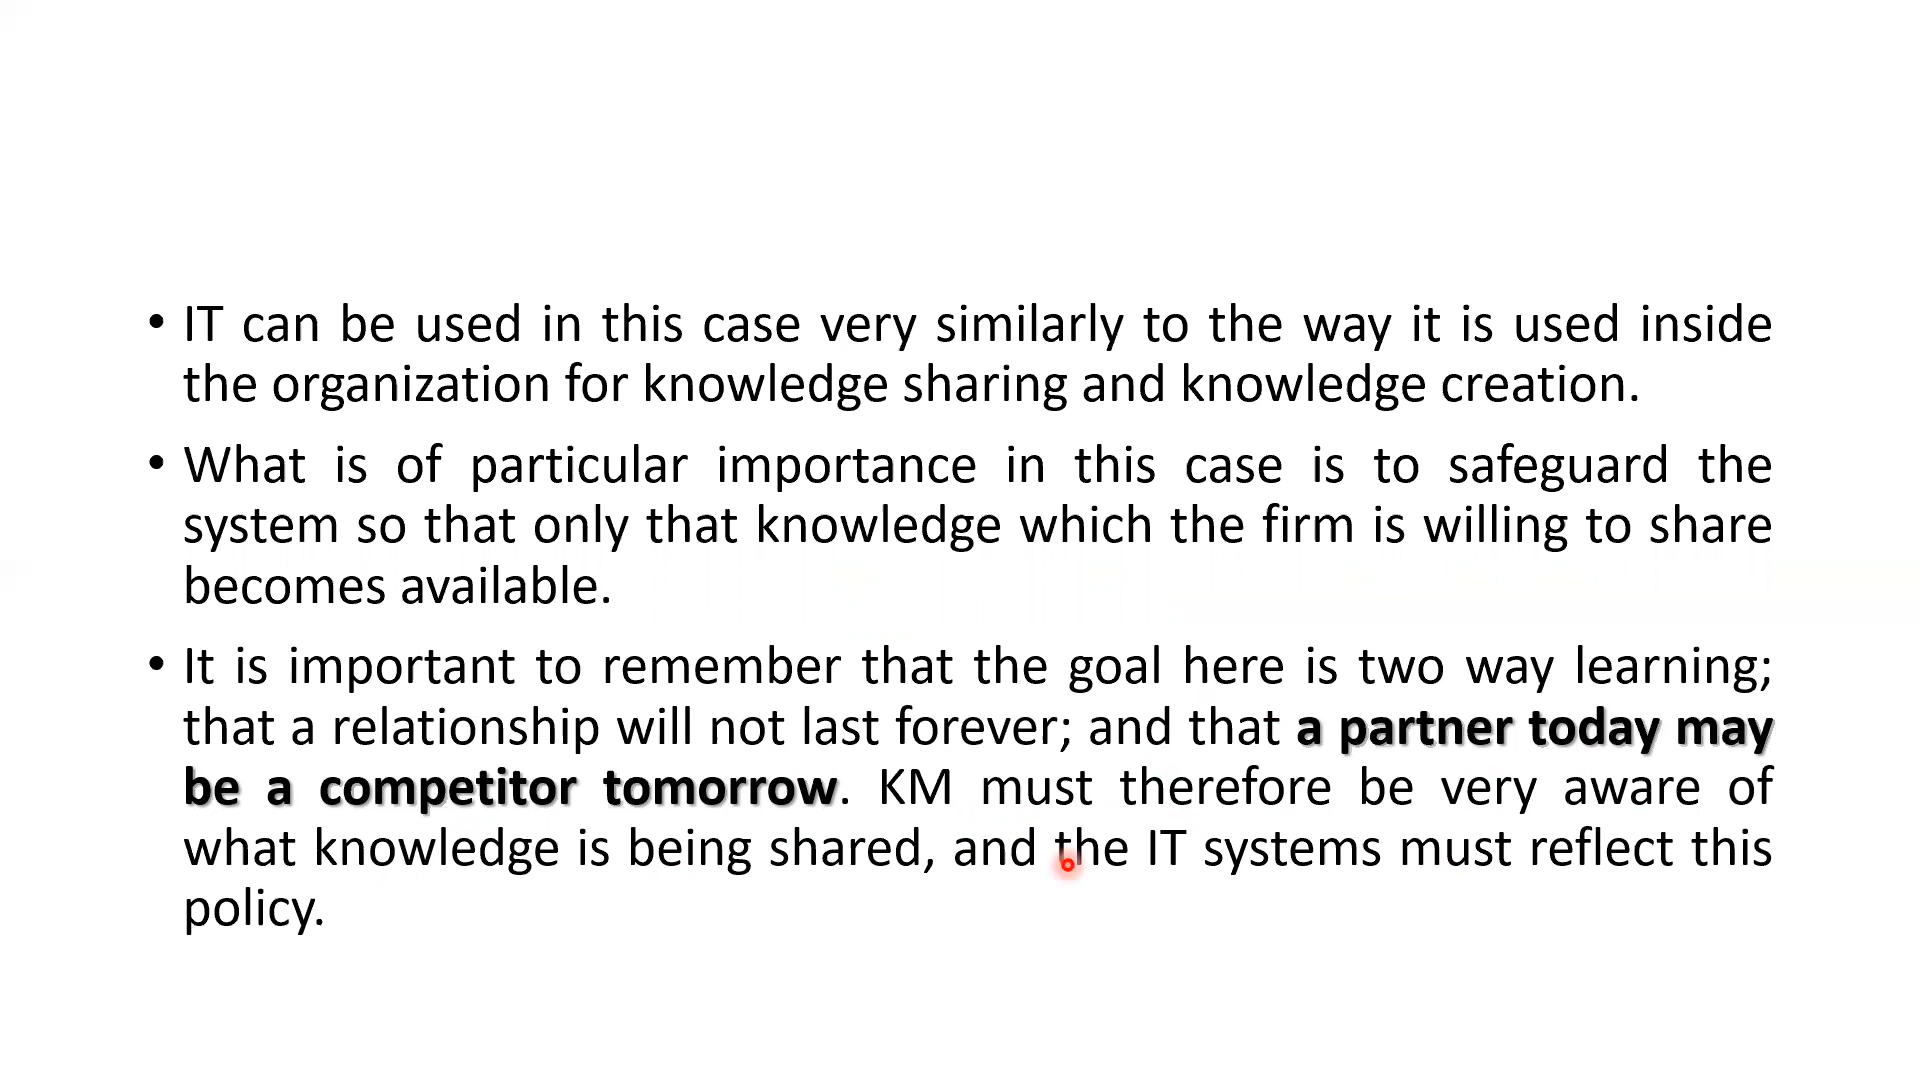 • IT can be used in this case very similarly to the way it is used inside
the organization for knowledge sharing and knowledge creation.
• What is of particular importance in this case is to safeguard the
system so that only that knowledge which the firm is willing to share
becomes available.
• It is important to remember that the goal here is two way learning;
that a relationship will not last forever; and that a partner today may
be a competitor tomorrow. KM must therefore be very aware of
what knowledge is being shared, and the IT systems must reflect this
policy.